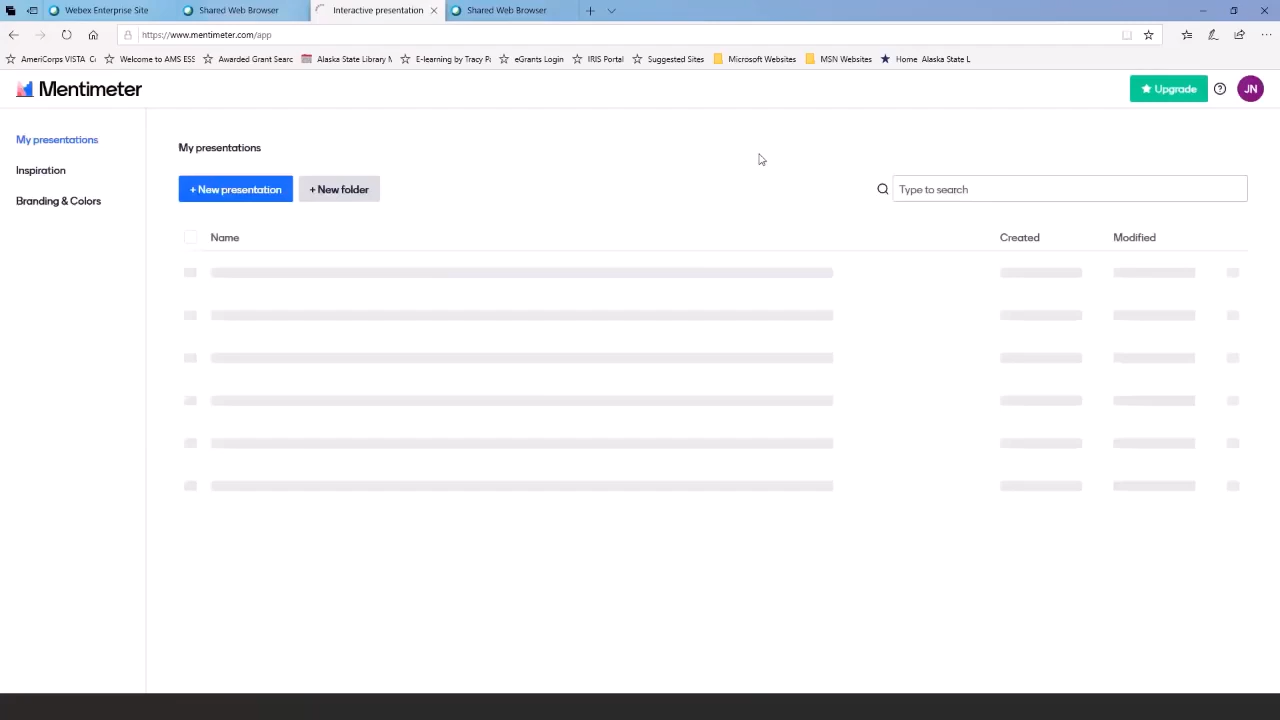 Webex Enterprise Site
Shared Web Browser
Interactive presentation
Shared Web Browser
https://www.mentimeter.com/app
AmeriCorps VISTA Ca
Welcome to AMS ESS
Awarded Grant Searc
Alaska State Library N
E-learning by Tracy Pa
eGrants Login
IRIS Portal
Suggested Sites
Microsoft Websites
MSN Websites
Home Alaska State L
Mentimeter
Upgrade
JN
My presentations
Inspiration
Branding & Colors
My presentations
+ New presentation
+ New folder
Type to search
Name
Created
Modified